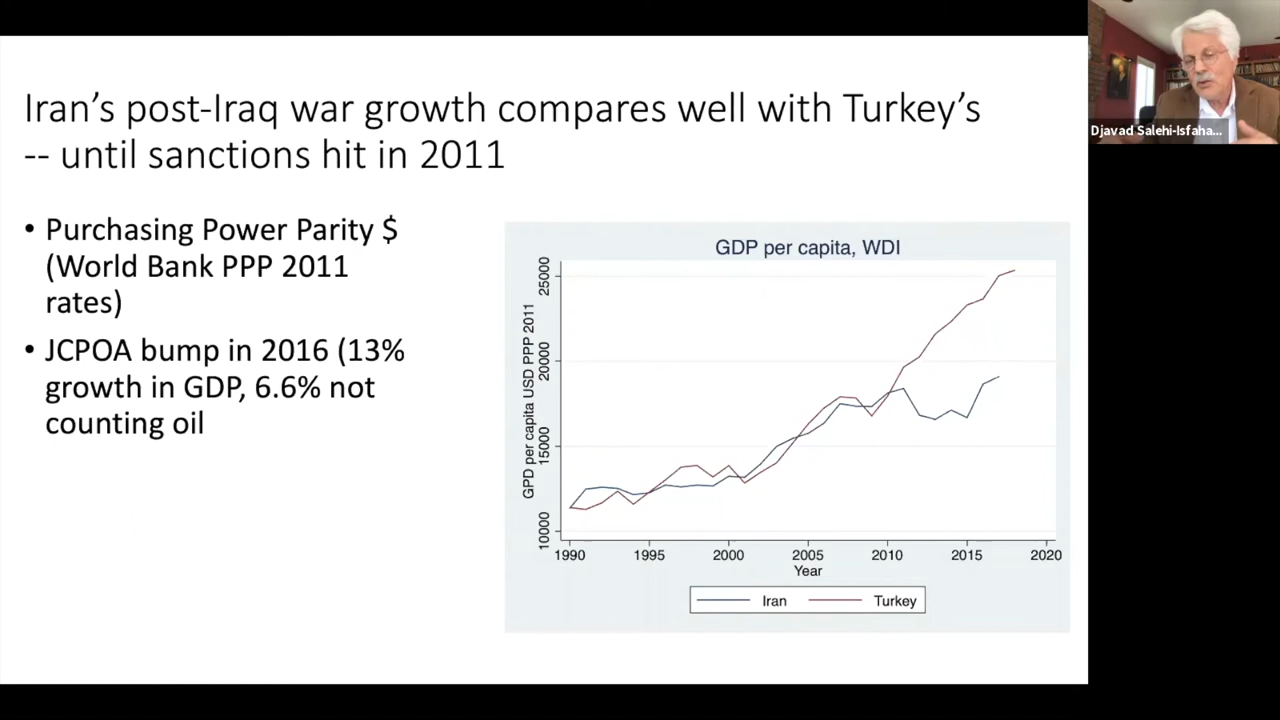 Iran’s post-Iraq war growth compares well with Turkey’s
-- until sanctions hit in 2011
• Purchasing Power Parity $
(World Bank PPP 2011
rates)
• JCPOA bump in 2016 (13%
growth in GDP, 6.6% not
counting oil
GDP per capita, WDI
GPD per capita USD PPP 2011
25000
20000
15000
10000
1990 1995 2000 2005 2010 2015 2020
Year
Iran Turkey
Djavad Salehi-Isfaha...